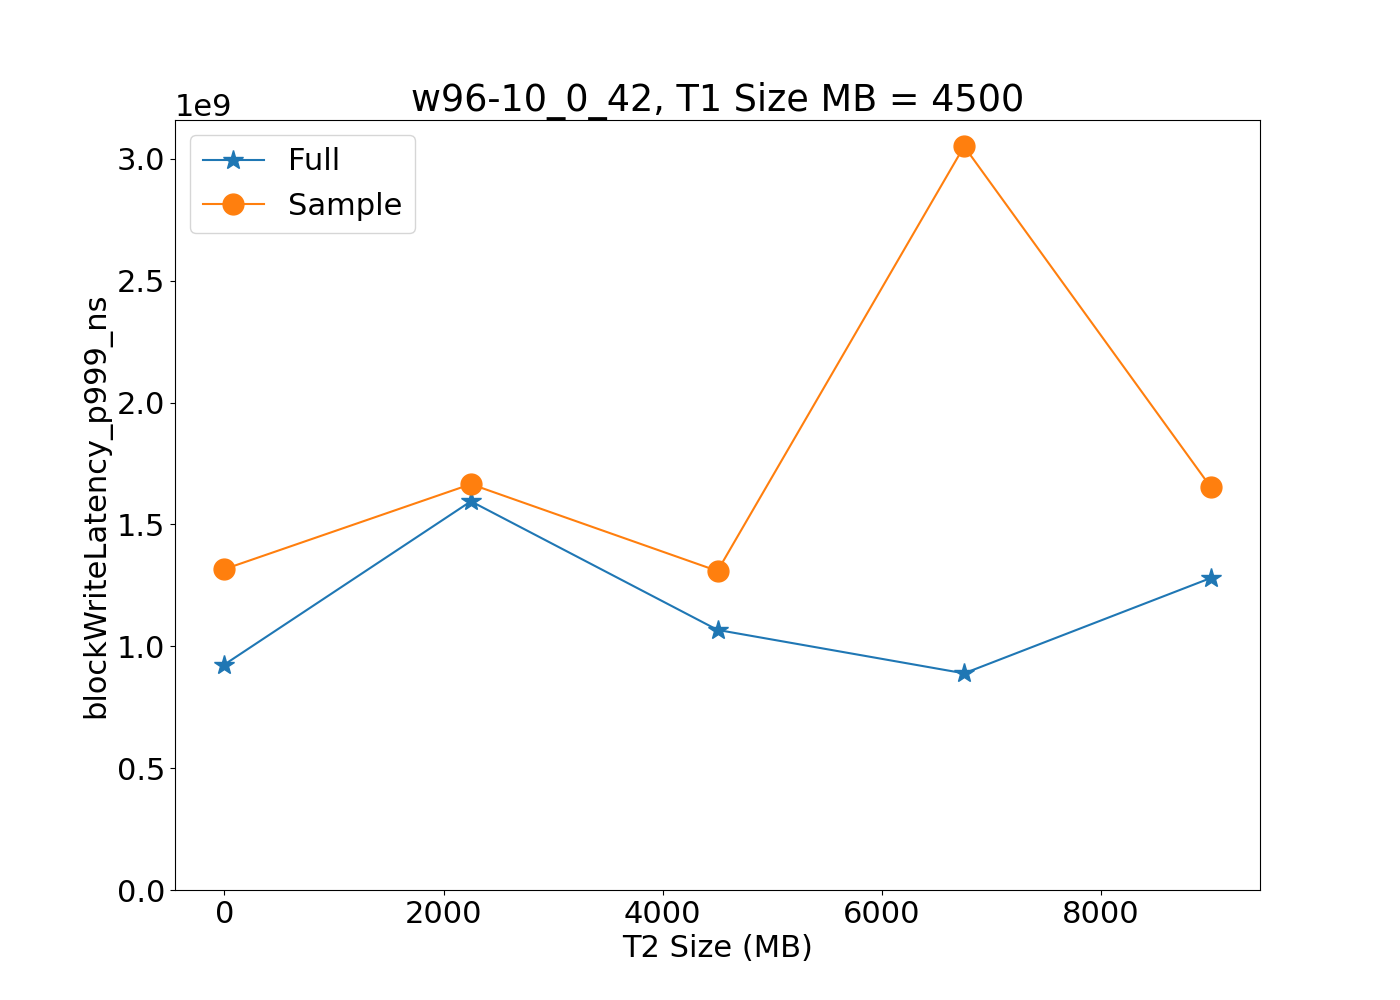 w96-10_0_42, T1 Size MB = 4500
1e9
Full
Sample
3.0
2.5
2.0
1.5
1.0
0.5
0.0
blockWriteLatency_p999_ns
0 2000 4000 6000 8000
T2 Size (MB)